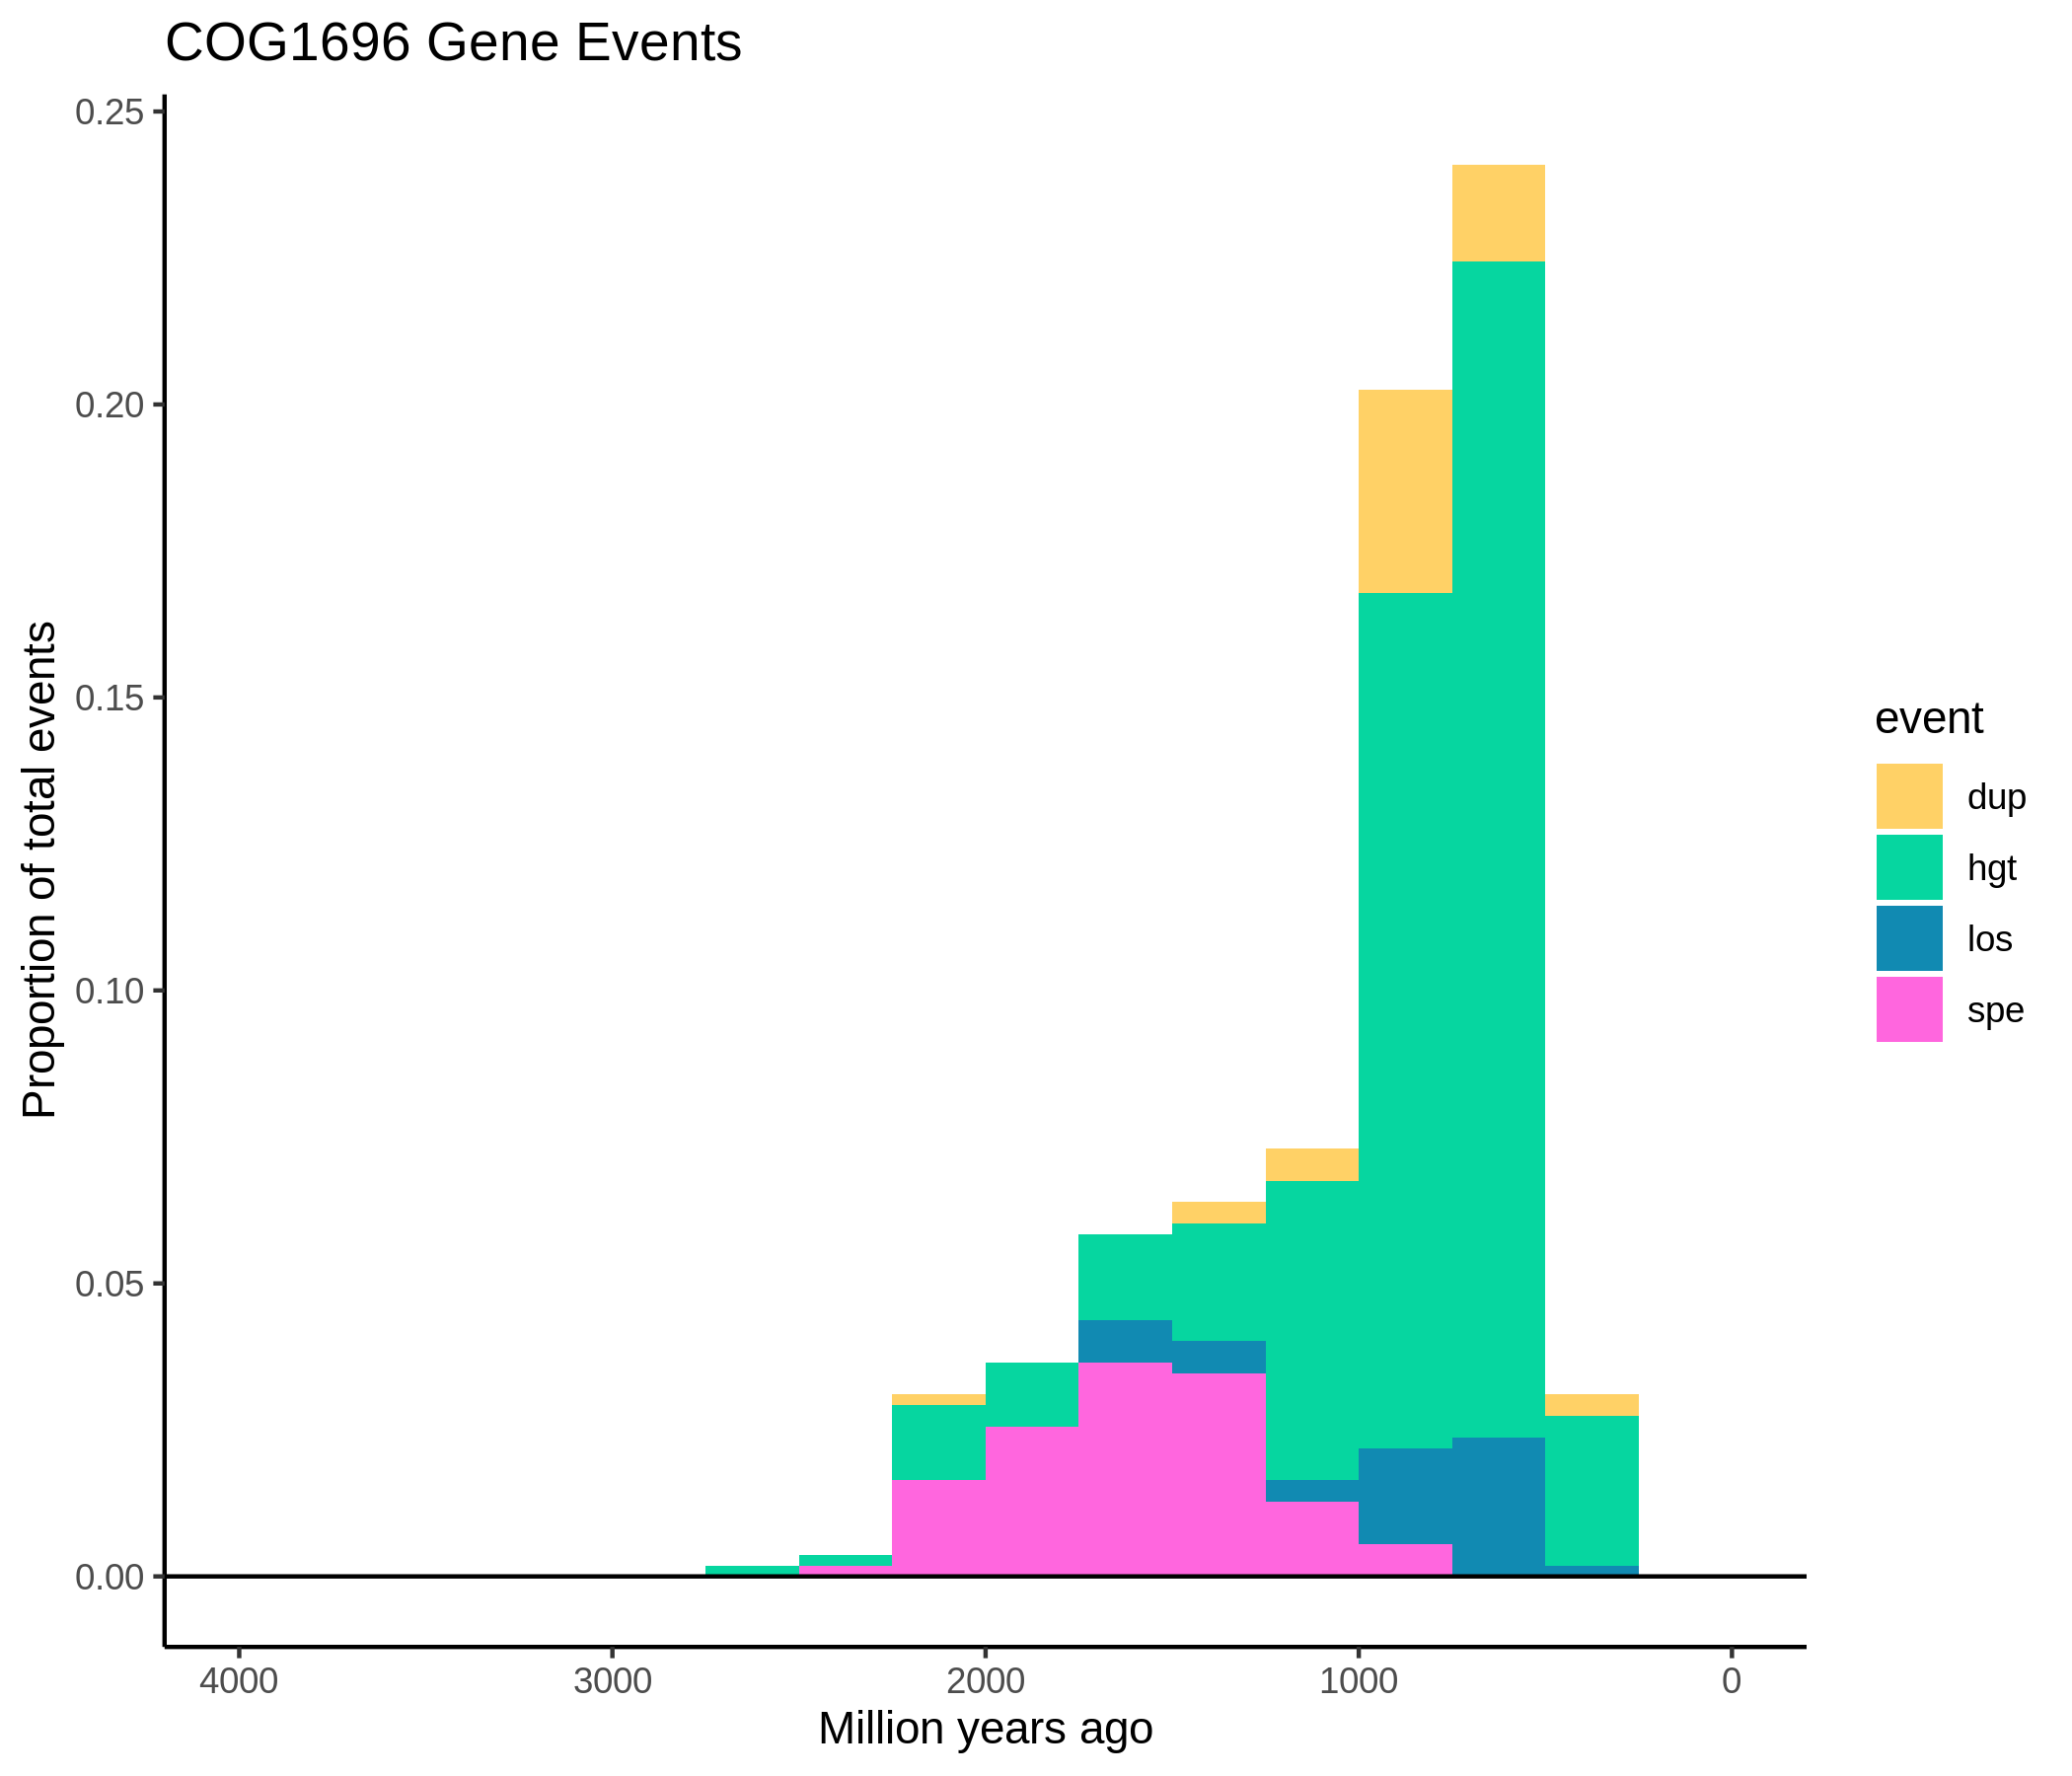 COG1696 Gene Events
Proportion of total events
0.25
0.20
0.15
0.10
0.05
0.00
4000 3000 2000 1000 0
Million years ago
event
dup
hgt
los
spe